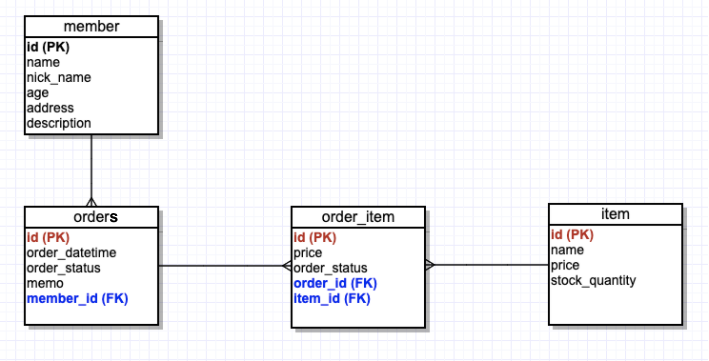 member
id (PK)
name
nick_name
age
address
description
orders
id (PK)
order_datetime
order_status
memo
member_id (FK)
order_item
id (PK)
price
order_status
order_id (FK)
item_id (FK)
item
id (PK)
name
price
stock_quantity